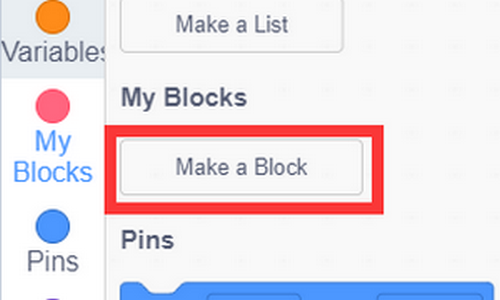 Make a List
Variables
My Blocks
My
Blocks
Make a Block
Pins
Pins